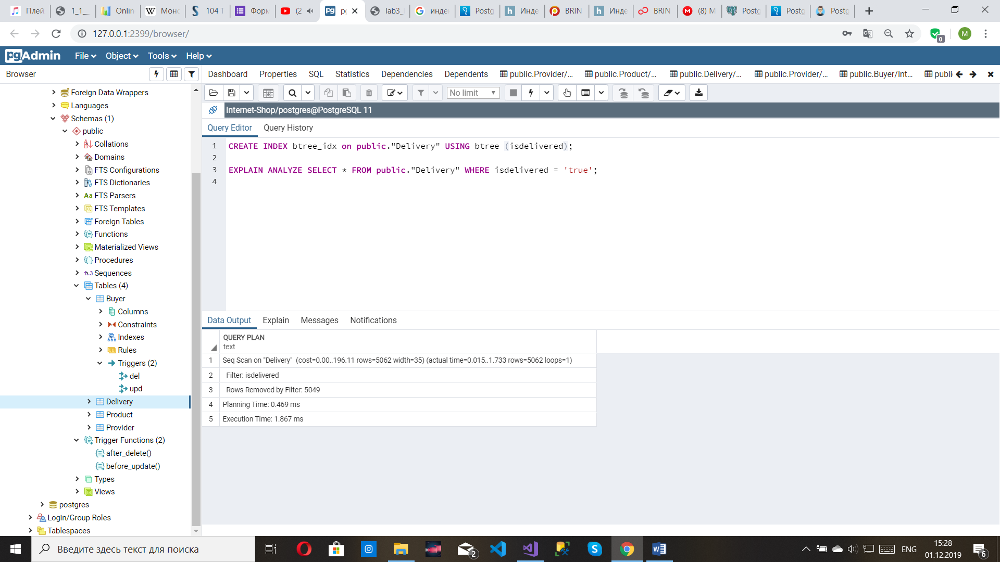 Плей
1_1_
Onlin
Монс
104 Т
Форм
(2
pg
lab3_
инде
Postg
Инде
BRIN
Инде
BRIN
(8) М
Postg
Postg
Postg
127.0.0.1:2399/browser/
0
M
pgAdmin
File
Object
Tools
Help
Browser
Dashboard
Properties
SQL
Statistics
Dependencies
Dependents
public.Provider/...
public.Product/...
public.Delivery/...
public.Provider/...
public.Buyer/Int...
publi
No limit
Internet-Shop/postgres@PostgreSQL 11
Query Editor
Query History
1 CREATE INDEX btree_idx on public."Delivery" USING btree (isdelivered);
2
3 EXPLAIN ANALYZE SELECT * FROM public."Delivery" WHERE isdelivered = 'true';
4
Foreign Data Wrappers
Languages
Schemas (1)
public
Collations
Domains
FTS Configurations
FTS Dictionaries
Aa FTS Parsers
FTS Templates
Foreign Tables
Functions
Materialized Views
Procedures
1..3 Sequences
Tables (4)
Buyer
Columns
Constraints
Indexes
Rules
Triggers (2)
del
upd
Delivery
Product
Provider
Trigger Functions (2)
after_delete()
before_update()
Types
Views
postgres
Login/Group Roles
Tablespaces
Data Output
Explain
Messages
Notifications
QUERY PLAN
text
1 Seq Scan on "Delivery" (cost=0.00..196.11 rows=5062 width=35) (actual time=0.015..1.733 rows=5062 loops=1)
2 Filter: isdelivered
3 Rows Removed by Filter: 5049
4 Planning Time: 0.469 ms
5 Execution Time: 1.867 ms
Введите здесь текст для поиска
2
ENG
15:28
01.12.2019
6